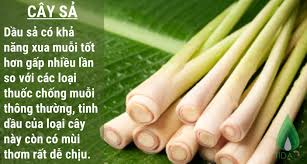 CÂY SẢ
Dầu sả có khả
năng xua muỗi tốt
hơn gấp nhiều lần
so với các loại
thuốc chống muỗi
thông thường, tinh
dầu của loại cây
này còn có mùi
thơm rất dễ chịu.